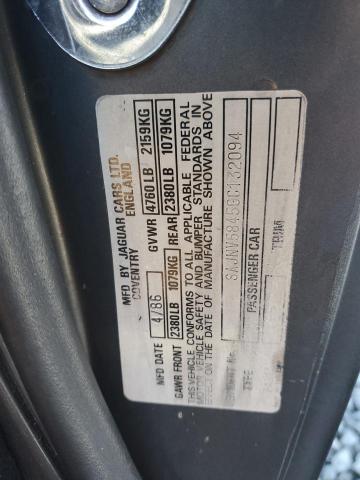 MFD BY JAGUAR CARS LTD.
COVENTRY ENGLAND
MFD DATE 4/86 GVWR 4760 LB 2159KG
GAWR FRONT 2380LB 1079KG REAR 2380LB 1079KG
THIS VEHICLE CONFORMS TO ALL APPLICABLE FEDERAL
MOTOR VEHICLE SAFETY AND BUMPER STANDARDS IN
EFFECT ON THE DATE OF MANUFACTURE SHOWN ABOVE
SAJNV5845GC132094
PASSENGER CAR
TYPE TRIM